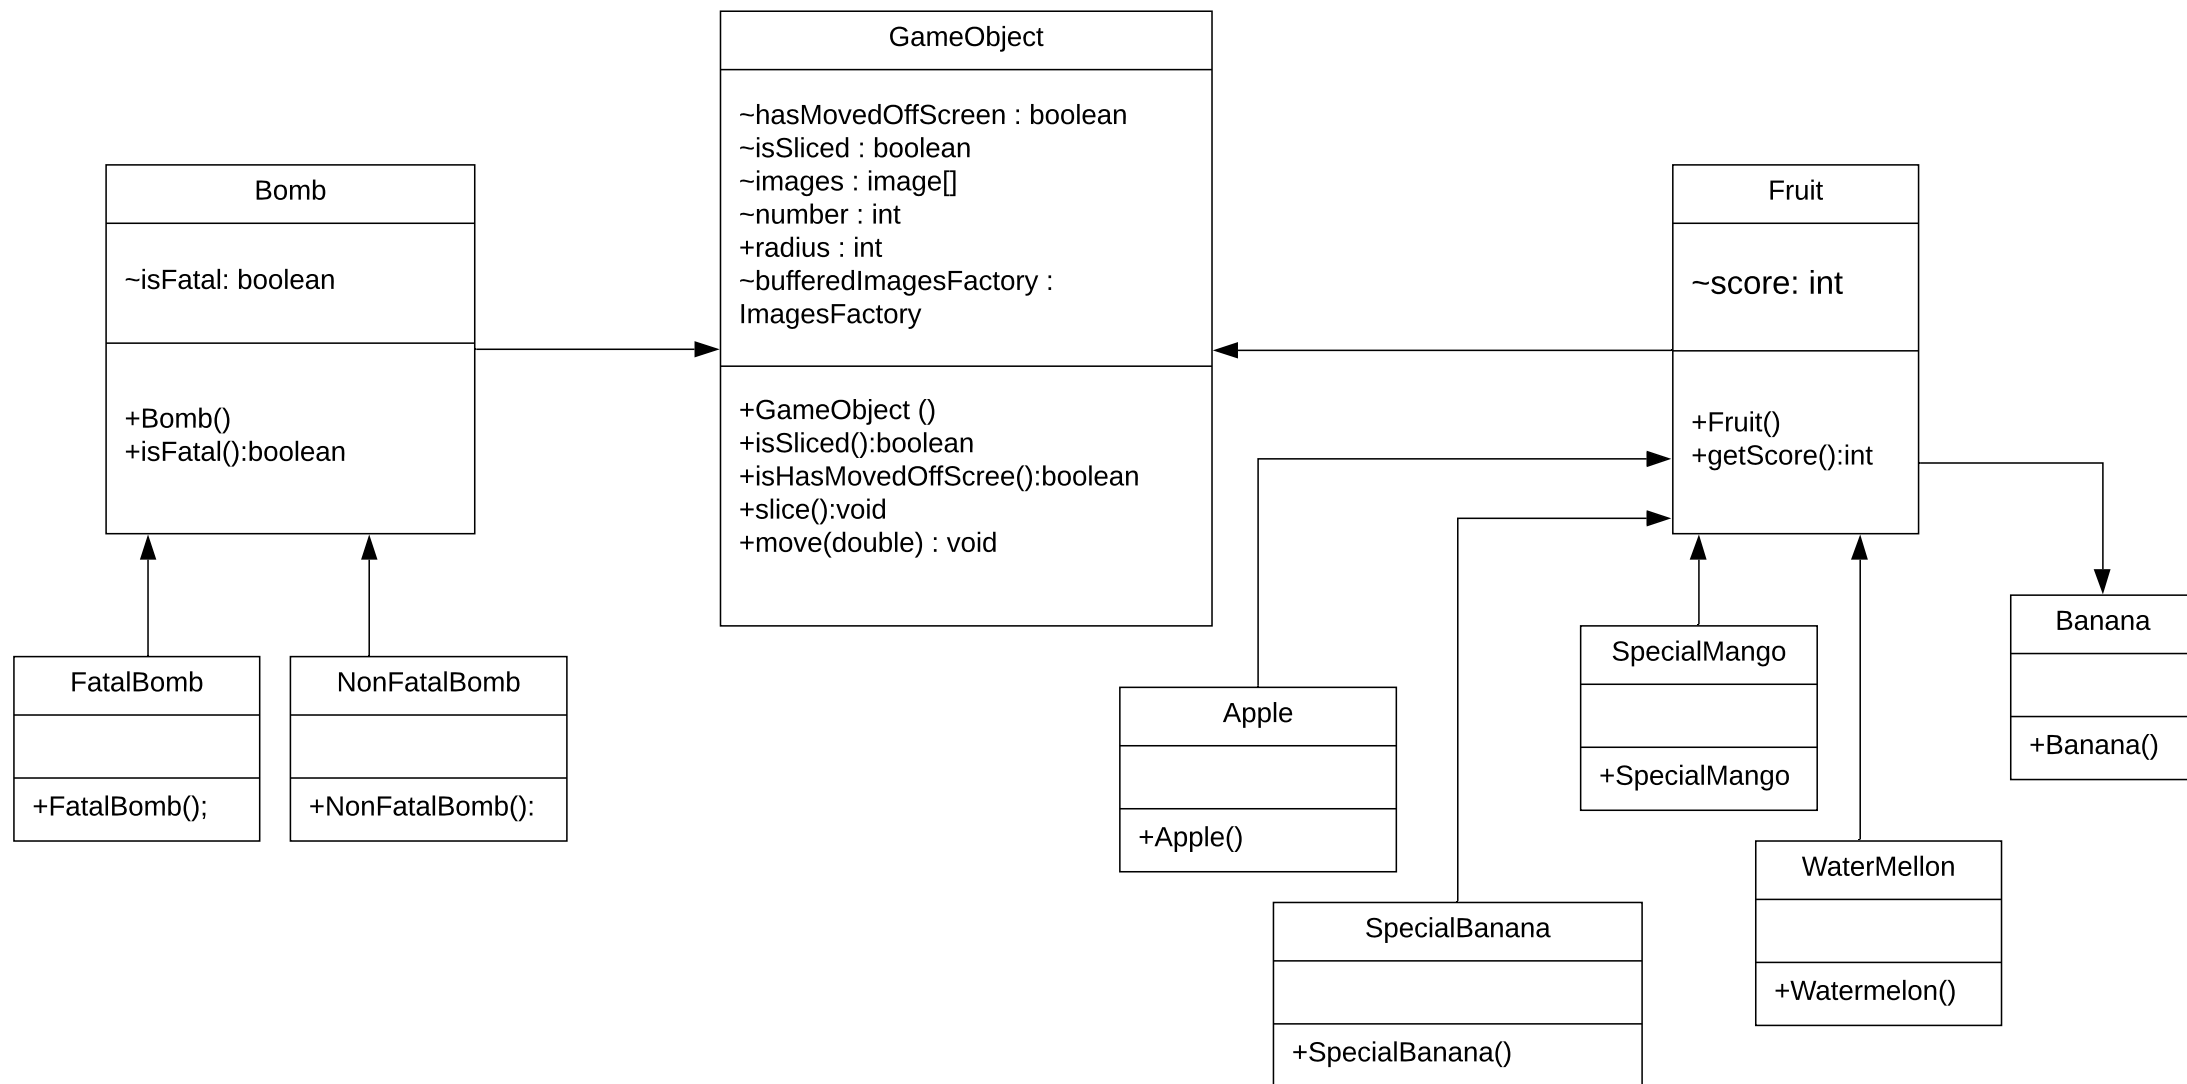 GameObject
~hasMovedOffScreen : boolean
~isSliced : boolean
~images : image[]
~number : int
+radius : int
~bufferedImagesFactory :
ImagesFactory
+GameObject ()
+isSliced():boolean
+isHasMovedOffScree():boolean
+slice():void
+move(double) : void
Bomb
~isFatal: boolean
+Bomb()
+isFatal():boolean
Fruit
~score: int
+Fruit()
+getScore():int
FatalBomb
+FatalBomb();
NonFatalBomb
+NonFatalBomb():
Apple
+Apple()
SpecialBanana
+SpecialBanana()
SpecialMango
+SpecialMango
WaterMellon
+Watermelon()
Banana
+Banana()